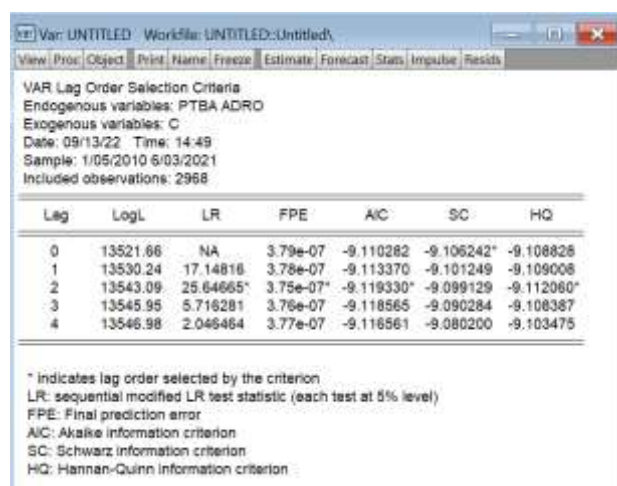 Var: UNTITLED Workfile: UNTITLED::Untitled\
View Proc Object Print Name Freeze Estimate Forecast Stats Impulse Resids
VAR Lag Order Selection Criteria
Endogenous variables: PTBA ADRO
Exogenous variables: C
Date: 09/13/22 Time: 14:49
Sample: 1/05/2010 6/03/2021
Included observations: 2968
Lag LogL LR FPE AIC SC HQ
0 13521.66 NA 3.79e-07 -9.110282 -9.106242* -9.108828
1 13530.24 17.14816 3.78e-07 -9.113370 -9.101249 -9.109008
2 13543.09 25.64665* 3.75e-07* -9.119330* -9.099129 -9.112060*
3 13545.95 5.716281 3.76e-07 -9.118565 -9.090284 -9.108387
4 13546.98 2.046464 3.77e-07 -9.116561 -9.080200 -9.103475
* indicates lag order selected by the criterion
LR: sequential modified LR test statistic (each test at 5% level)
FPE: Final prediction error
AIC: Akaike information criterion
SC: Schwarz information criterion
HQ: Hannan-Quinn information criterion